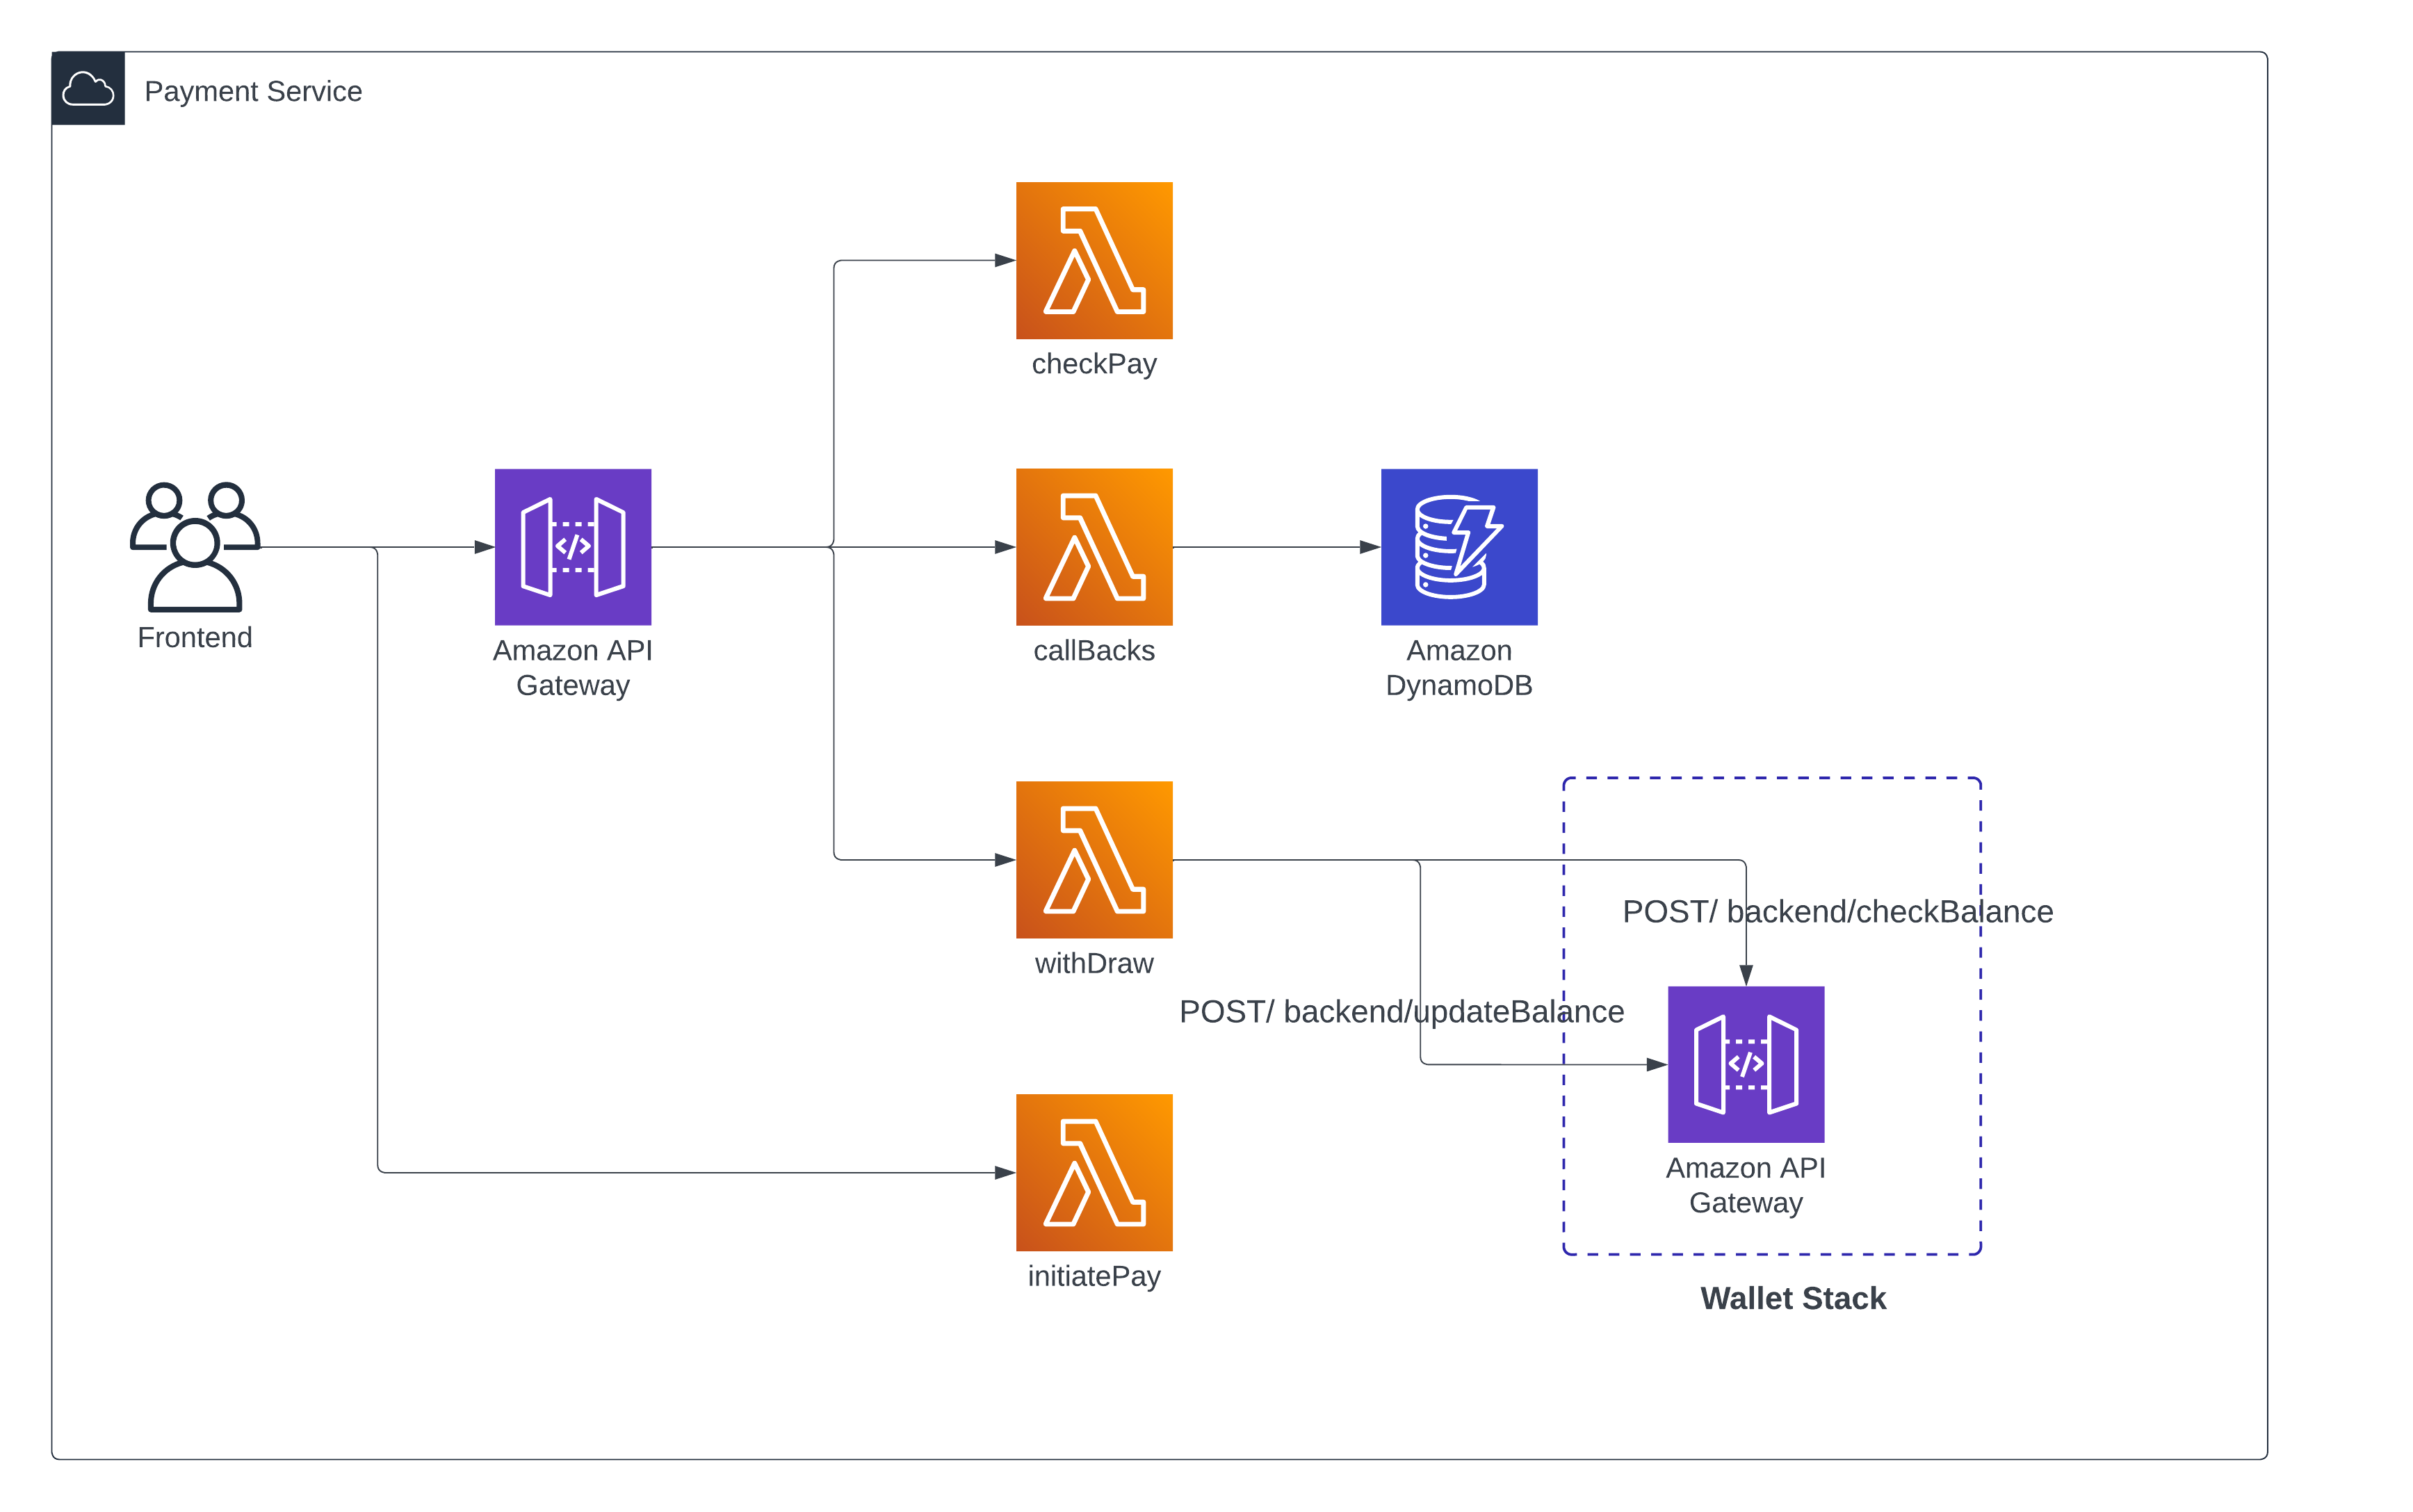 Payment Service
checkPay
Frontend
Amazon API
Gateway
callBacks
Amazon
DynamoDB
withDraw
POST/ backend/checkBalance
POST/ backend/updateBalance
Amazon API
Gateway
initiatePay
Wallet Stack